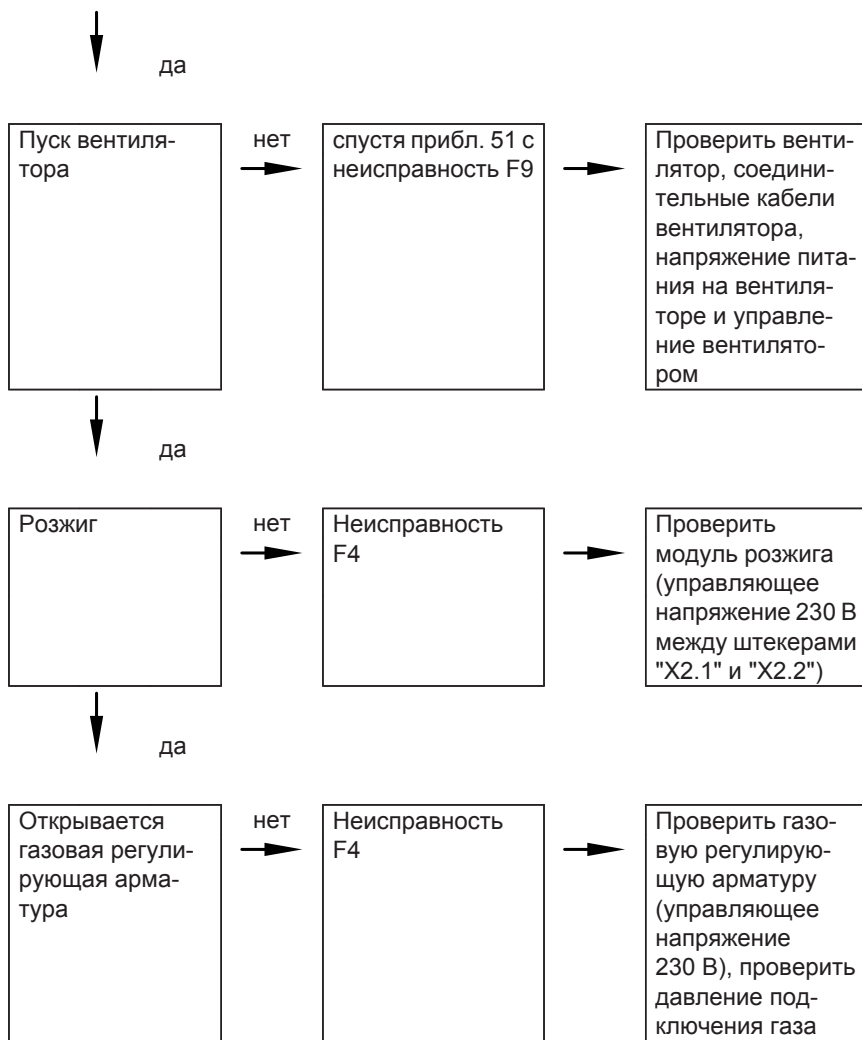 да
Пуск вентиля-
тора
нет
спустя прибл. 51 с
неисправность F9
Проверить венти-
лятор, соедини-
тельные кабели
вентилятора,
напряжение пита-
ния на вентиля-
торе и управле-
ние вентилято-
ром
да
Розжиг
нет
Неисправность
F4
Проверить
модуль розжига
(управляющее
напряжение 230 В
между штекерами
"X2.1" и "X2.2")
да
Открывается
газовая регули-
рующая арма-
тура
нет
Неисправность
F4
Проверить газо-
вую регулирую-
щую арматуру
(управляющее
напряжение
230 В), проверить
давление под-
ключения газа